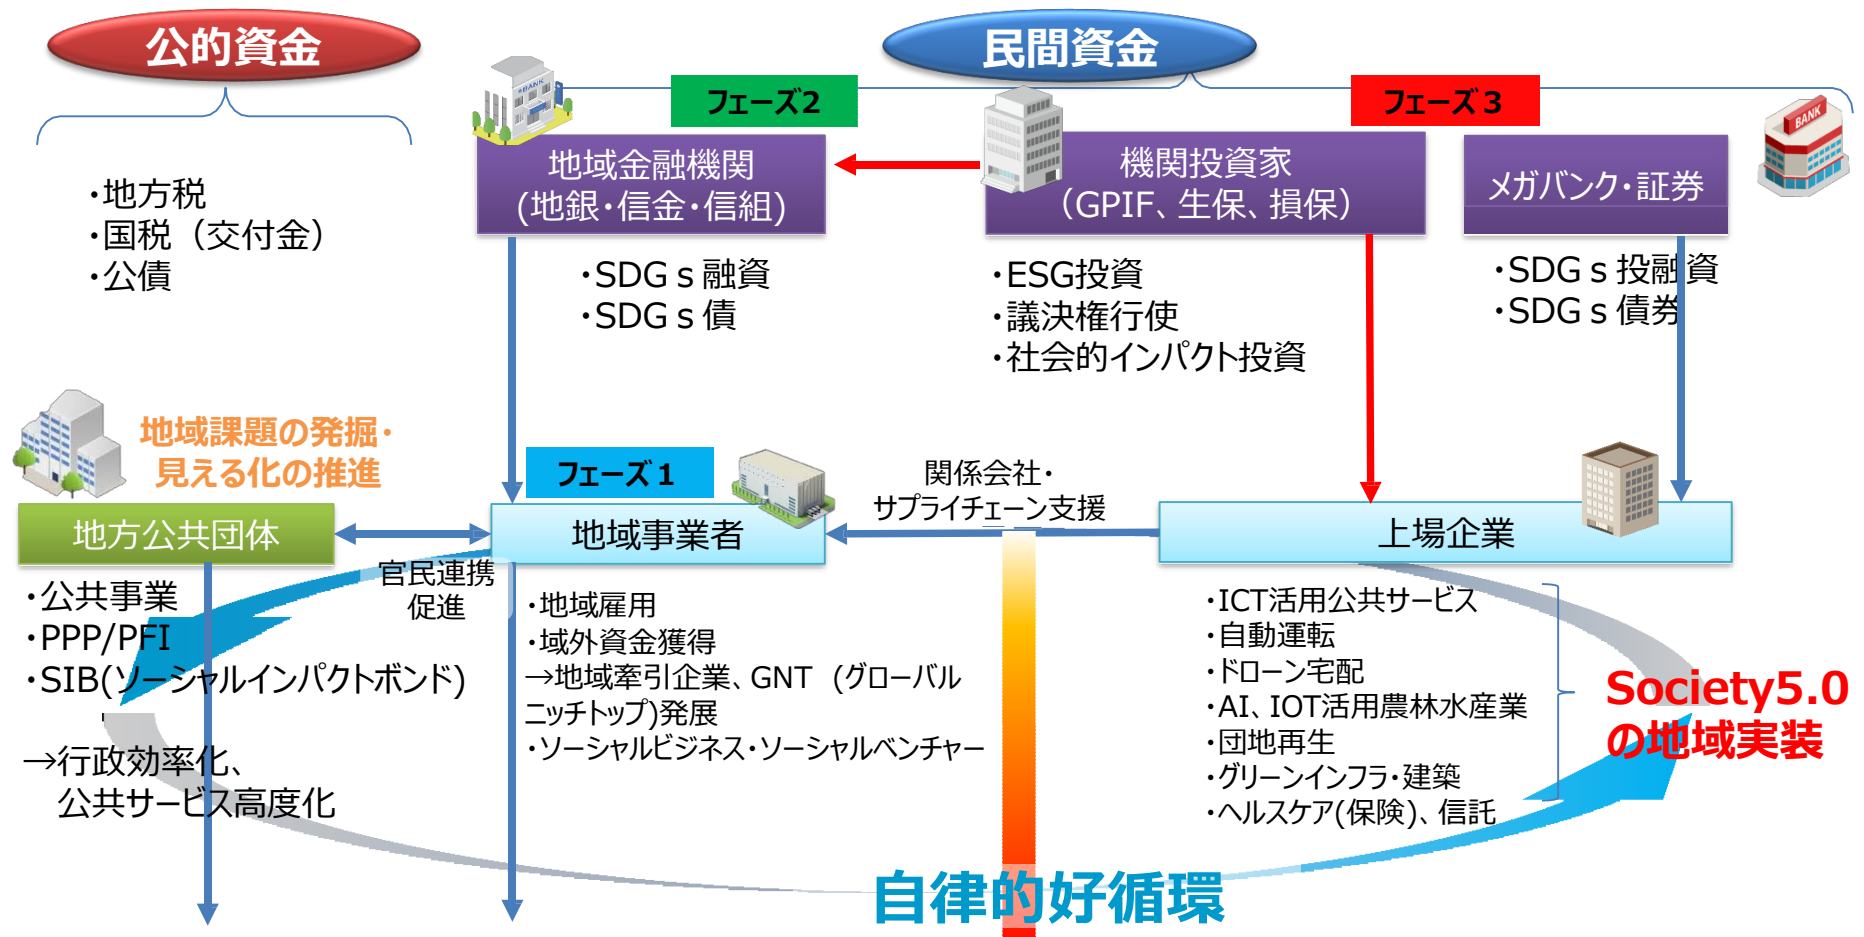 公的資金
民間資金
BANK
フェーズ2
フェーズ3
BANK
地域金融機関
(地銀・信金・信組)
機関投資家
（GPIF、生保、損保）
メガバンク・証券
・地方税
・国税（交付金）
・公債
・SDGｓ融資
・SDGｓ債
・ESG投資
・議決権行使
・社会的インパクト投資
・SDGｓ投融資
・SDGｓ債券
地域課題の発掘・
見える化の推進
フェーズ1
関係会社・
サプライチェーン支援
地方公共団体
地域事業者
上場企業
官民連携
促進
・公共事業
・PPP/PFI
・SIB(ソーシャルインパクトボンド)
→行政効率化、
公共サービス高度化
・地域雇用
・域外資金獲得
→地域牽引企業、GNT（グローバル
ニッチトップ)発展
・ソーシャルビジネス・ソーシャルベンチャー
・ICT活用公共サービス
・自動運転
・ドローン宅配
・AI、IOT活用農林水産業
・団地再生
・グリーンインフラ・建築
・ヘルスケア(保険)、信託
Society5.0
の地域実装
自律的好循環